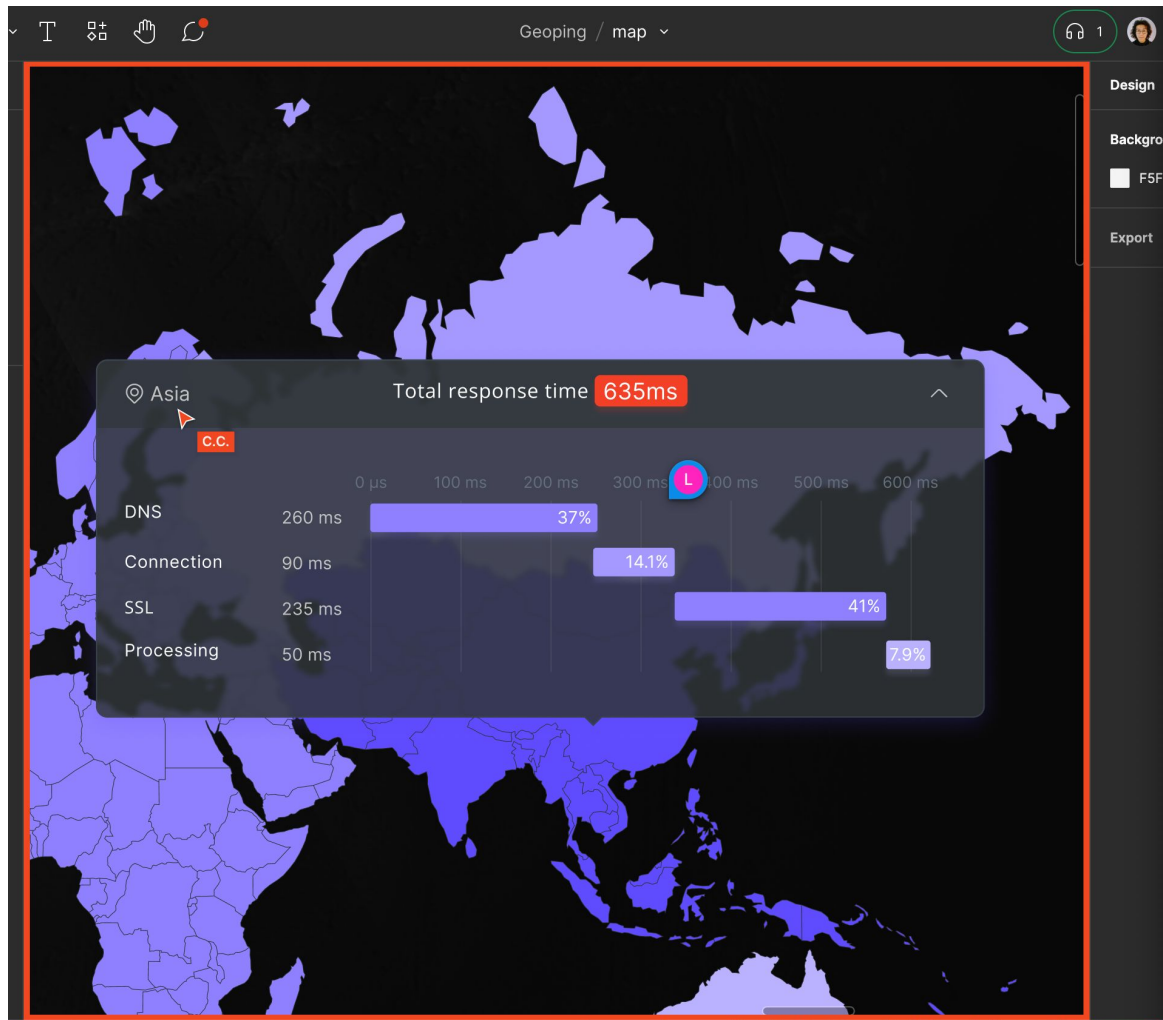 Geoping / map
1
Design
Backgro
F5F
Export
Asia
Total response time 635ms
C.C.
L
0 µs 100 ms 200 ms 300 ms 400 ms 500 ms 600 ms
DNS 260 ms 37%
Connection 90 ms 14.1%
SSL 235 ms 41%
Processing 50 ms 7.9%